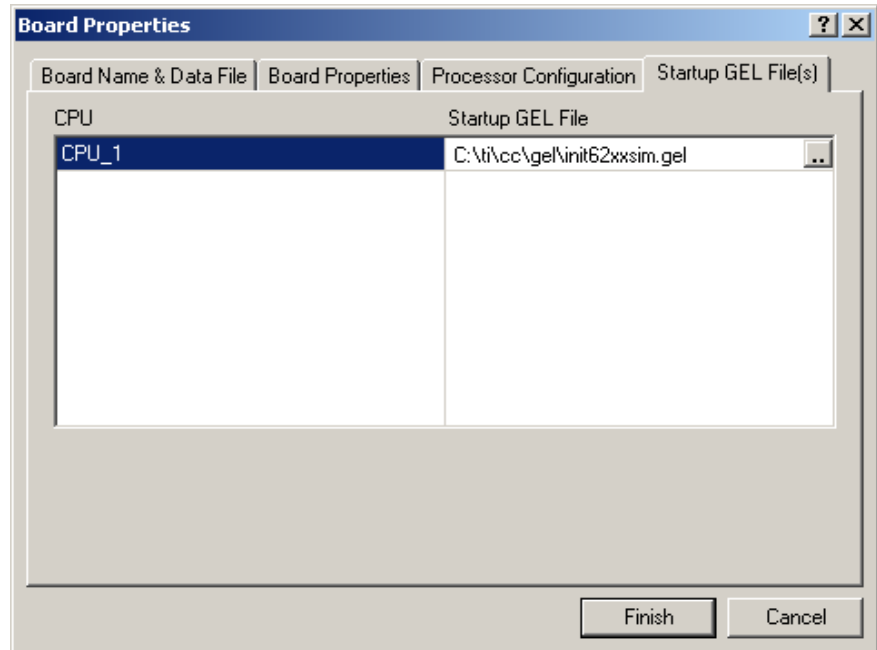 Board Properties
Board Name & Data File Board Properties Processor Configuration Startup GEL File(s)
CPU Startup GEL File
CPU_1 C:\ti\cc\gel\init62xxsim.gel ..
Finish Cancel